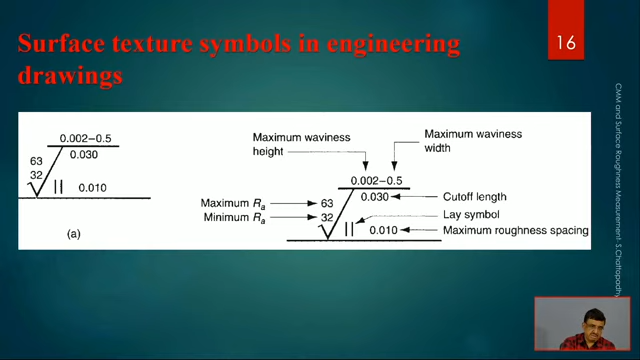 Surface texture symbols in engineering
drawings
16
0.002–0.5
0.030
63
32
0.010
(a)
Maximum waviness
height
Maximum waviness
width
0.002–0.5
Maximum Ra
63
0.030
Cutoff length
Minimum Ra
32
Lay symbol
0.010
Maximum roughness spacing
CMM and Surface Roughness Measurement- S.Chattopadhy